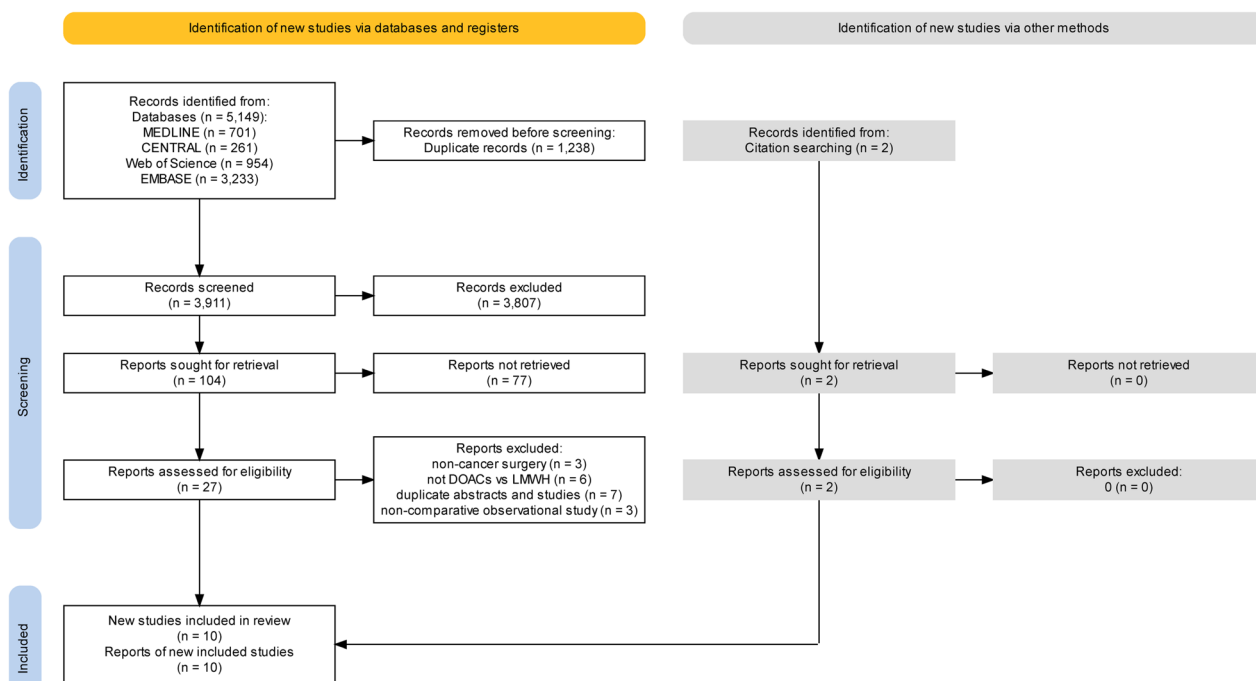 Identification of new studies via databases and registers
Identification of new studies via other methods
Identification
Records identified from:
Databases (n = 5,149):
MEDLINE (n = 701)
CENTRAL (n = 261)
Web of Science (n = 954)
EMBASE (n = 3,233)
Records removed before screening:
Duplicate records (n = 1,238)
Records identified from:
Citation searching (n = 2)
Screening
Records screened
(n = 3,911)
Records excluded
(n = 3,807)
Reports sought for retrieval
(n = 104)
Reports not retrieved
(n = 77)
Reports sought for retrieval
(n = 2)
Reports not retrieved
(n = 0)
Reports assessed for eligibility
(n = 27)
Reports excluded:
non-cancer surgery (n = 3)
not DOACs vs LMWH (n = 6)
duplicate abstracts and studies (n = 7)
non-comparative observational study (n = 3)
Reports assessed for eligibility
(n = 2)
Reports excluded:
0 (n = 0)
Included
New studies included in review
(n = 10)
Reports of new included studies
(n = 10)